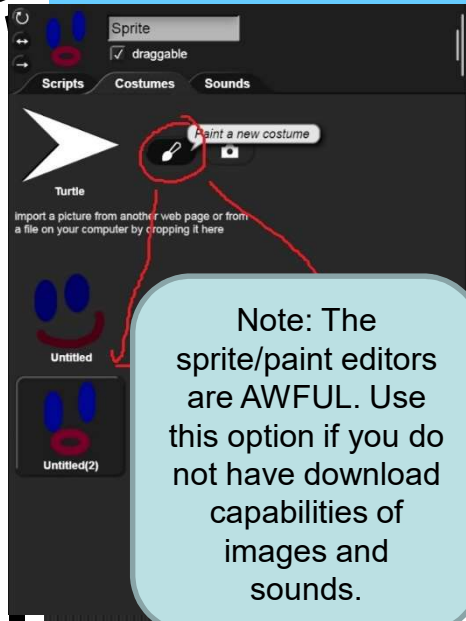 Sprite
draggable
Scripts Costumes Sounds
Paint a new costume
Turtle
import a picture from another web page or from
a file on your computer by dropping it here
Untitled
Untitled(2)
Note: The
sprite/paint editors
are AWFUL. Use
this option if you do
not have download
capabilities of
images and
sounds.